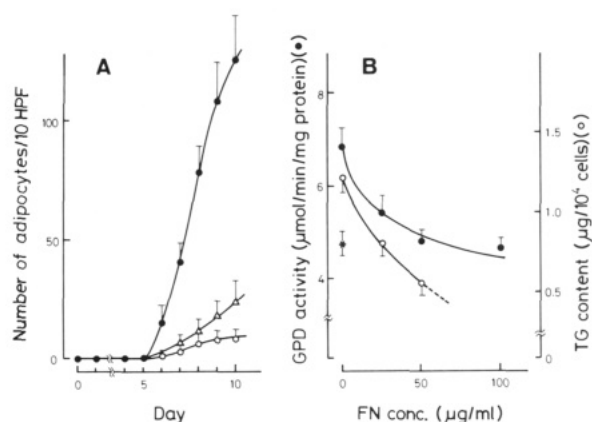 A
Number of adipocytes/10 HPF
100
50
0
0 1 5 10
Day
B
GPD activity (μmol/min/mg protein)(●)
8
6
4
TG content (μg/10⁴ cells)(○)
1.5
1.0
0.5
0
0 50 100
FN conc. (μg/ml)